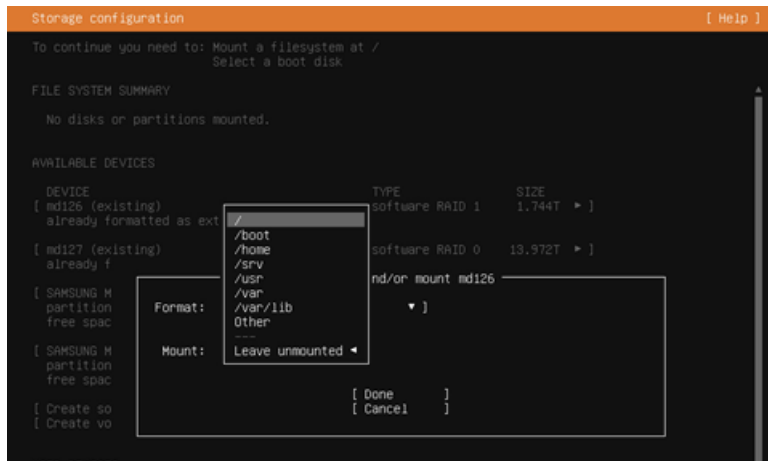 Storage configuration [ Help ]
To continue you need to: Mount a filesystem at /
Select a boot disk
FILE SYSTEM SUMMARY
No disks or partitions mounted.
AVAILABLE DEVICES
DEVICE TYPE SIZE
[ md126 (existing) software RAID 1 1.744T ► ]
already formatted as ext
[ md127 (existing) software RAID 0 13.972T ► ]
already f
[ SAMSUNG M
partition
free spac
[ SAMSUNG M
partition
free spac
[ Create so
[ Create vo
/
/boot
/home
/srv
/usr
/var
/var/lib
Other
---
Leave unmounted ◄
nd/or mount md126
Format: ▼ ]
Mount:
[ Done ]
[ Cancel ]